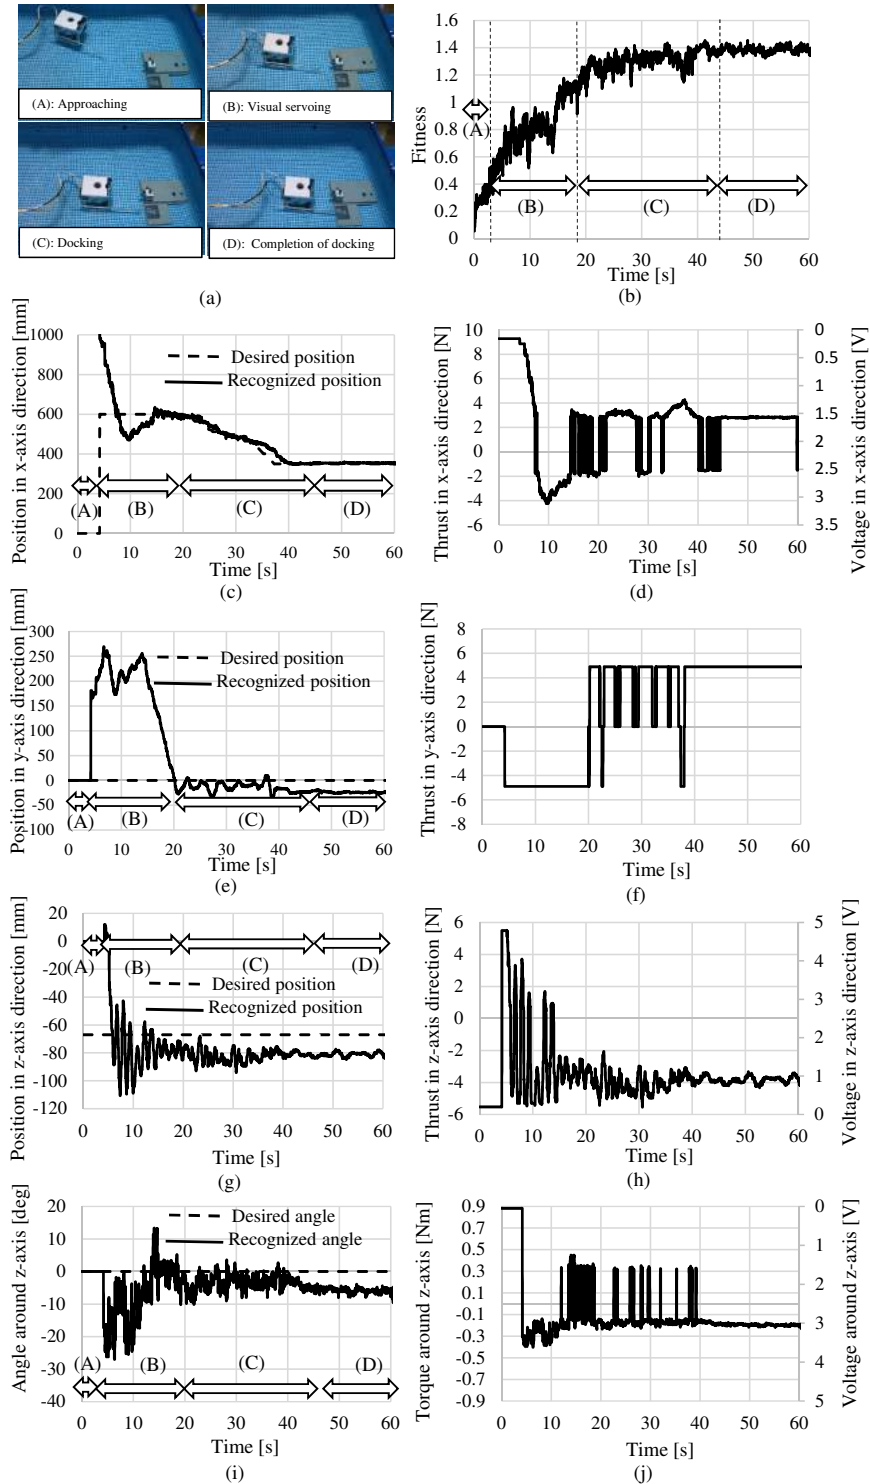 (A): Approaching
(B): Visual servoing
(C): Docking
(D): Completion of docking
(a)
Fitness
1.6
1.4
1.2
1
0.8
0.6
0.4
0.2
0
(A)
(B)
(C)
(D)
0 10 20 30 40 50 60
Time [s]
(b)
Position in x-axis direction [mm]
1000
800
600
400
200
0
Desired position
Recognized position
(A)
(B)
(C)
(D)
0 10 20 30 40 50 60
Time [s]
(c)
Thrust in x-axis direction [N]
10
8
6
4
2
0
-2
-4
-6
0
0.5
1
1.5
2
2.5
3
3.5
Voltage in x-axis direction [V]
0 10 20 30 40 50 60
Time [s]
(d)
Position in y-axis direction [mm]
300
250
200
150
100
50
0
-50
-100
Desired position
Recognized position
(A)
(B)
(C)
(D)
0 10 20 30 40 50 60
Time [s]
(e)
Thrust in y-axis direction [N]
8
6
4
2
0
-2
-4
-6
-8
0 10 20 30 40 50 60
Time [s]
(f)
Position in z-axis direction [mm]
20
0
-20
-40
-60
-80
-100
-120
(A)
(B)
(C)
(D)
Desired position
Recognized position
0 10 20 30 40 50 60
Time [s]
(g)
Thrust in z-axis direction [N]
6
4
2
0
-2
-4
-6
5
4
3
2
1
0
Voltage in z-axis direction [V]
0 10 20 30 40 50 60
Time [s]
(h)
Angle around z-axis [deg]
20
10
0
-10
-20
-30
-40
Desired angle
Recognized angle
(A)
(B)
(C)
(D)
0 10 20 30 40 50 60
Time [s]
(i)
Torque around z-axis [Nm]
0.9
0.7
0.5
0.3
0.1
-0.1
-0.3
-0.5
-0.7
-0.9
0
1
2
3
4
5
Voltage around z-axis [V]
0 10 20 30 40 50 60
Time [s]
(j)